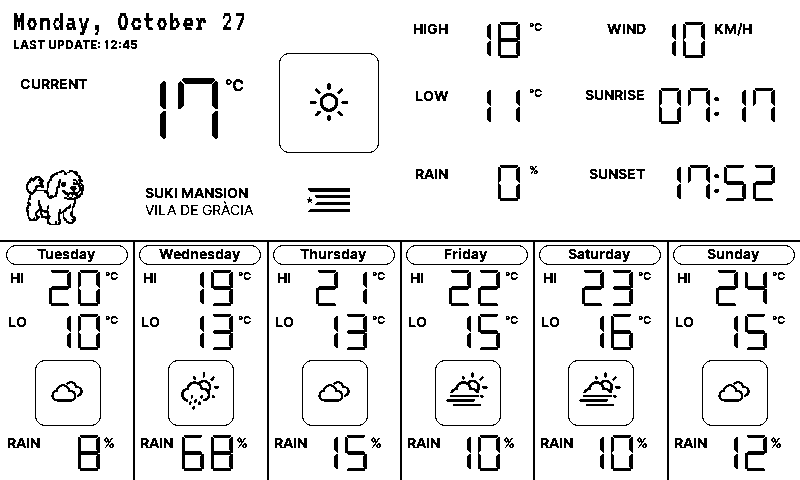 Monday, October 27
LAST UPDATE: 12:45
CURRENT 17 °C
SUKI MANSION
VILA DE GRÀCIA
HIGH 18 °C
LOW 11 °C
RAIN 0 %
WIND 10 KM/H
SUNRISE 07:17
SUNSET 17:52
Tuesday
HI 20 °C
LO 10 °C
RAIN 8 %
Wednesday
HI 19 °C
LO 13 °C
RAIN 68 %
Thursday
HI 21 °C
LO 13 °C
RAIN 15 %
Friday
HI 22 °C
LO 15 °C
RAIN 10 %
Saturday
HI 23 °C
LO 16 °C
RAIN 10 %
Sunday
HI 24 °C
LO 15 °C
RAIN 12 %